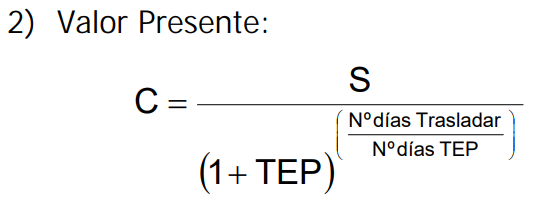 2) Valor Presente:
C = S / (1 + TEP)^(Nºdías Trasladar / Nºdías TEP)